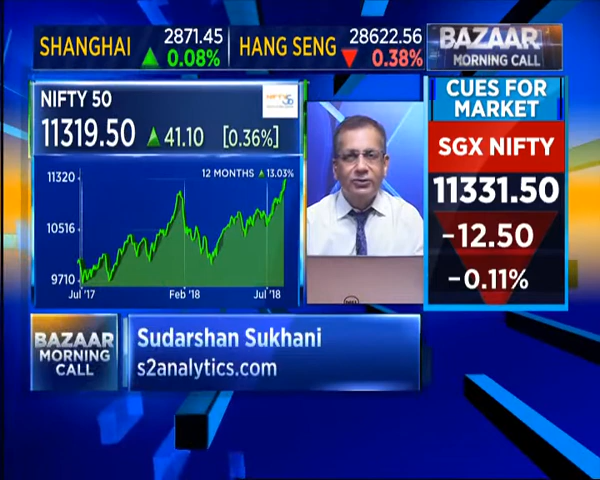 SHANGHAI 2871.45 0.08%
HANG SENG 28622.56 0.38%
BAZAAR
MORNING CALL
NIFTY 50
11319.50 41.10 [0.36%]
12 MONTHS 13.03%
11320
10516
9710
Jul '17 Feb '18 Jul '18
CUES FOR
MARKET
SGX NIFTY
11331.50
-12.50
-0.11%
BAZAAR
MORNING
CALL
Sudarshan Sukhani
s2analytics.com